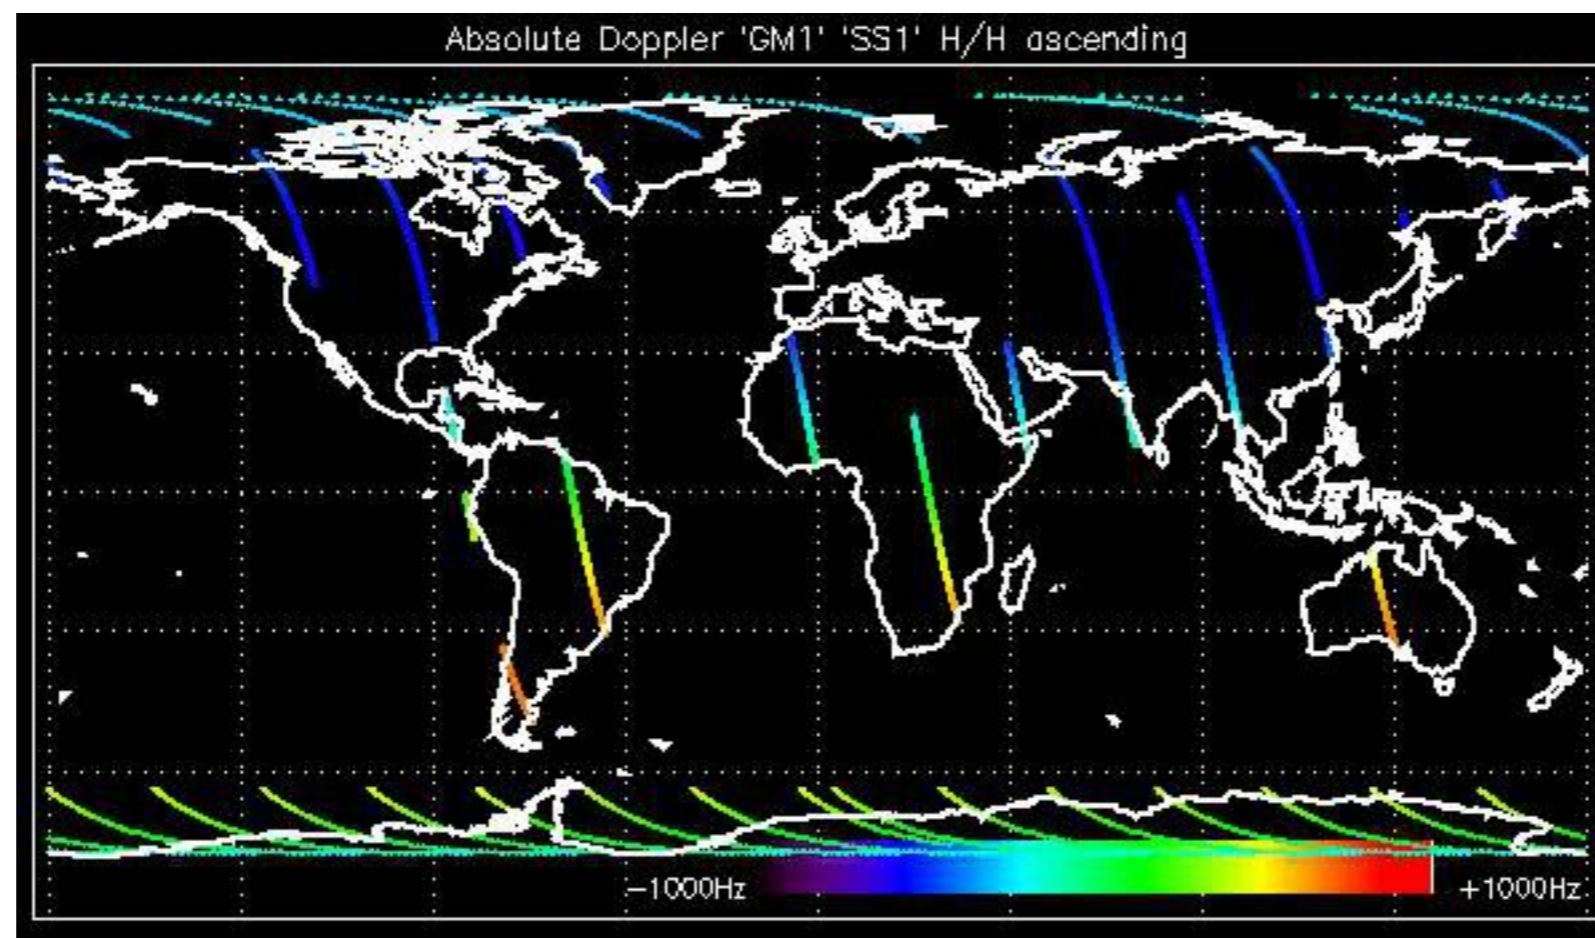 Absolute Doppler 'GM1' 'SS1' H/H ascending
−1000Hz
+1000Hz